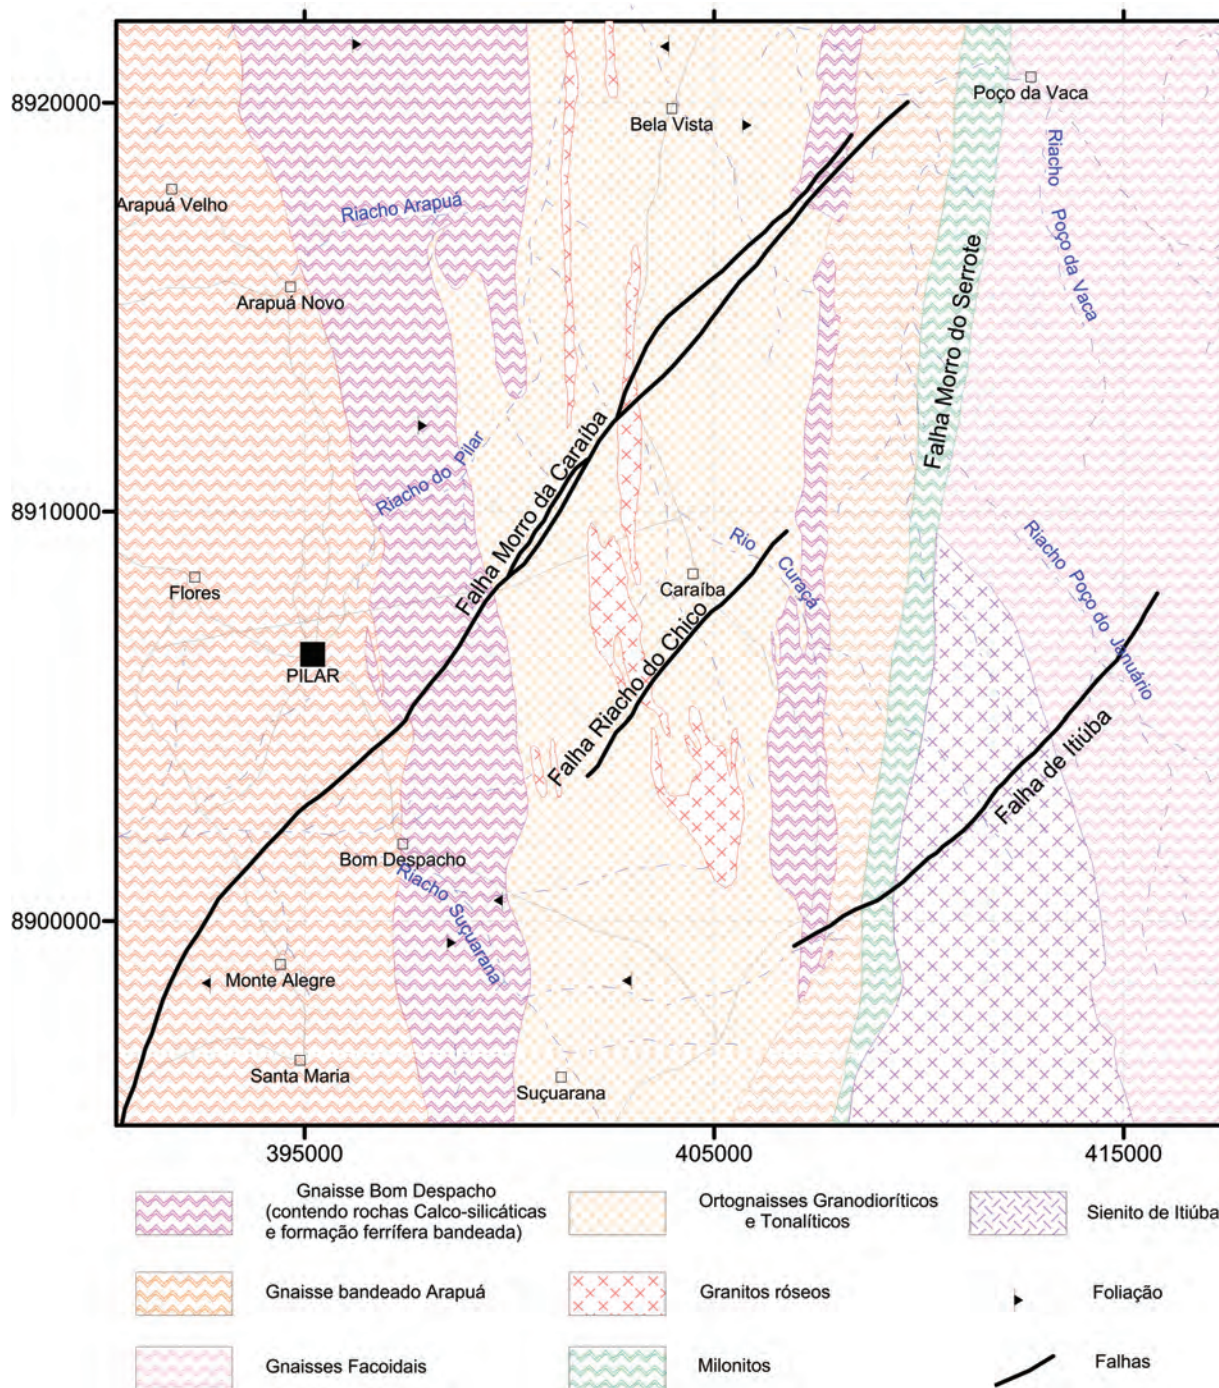 8920000
Poço da Vaca
Bela Vista
Riacho
Poço da Vaca
Arapuá Velho
Riacho Arapuá
Arapuá Novo
Falha Morro do Serrote
Riacho do Pilar
Falha Morro da Caraíba
8910000
Rio
Curaçá
Riacho Poço do Januário
Flores
Caraíba
PILAR
Falha Riacho do Chico
Falha de Itiúba
Bom Despacho
Riacho Suçuarana
8900000
Monte Alegre
Santa Maria
Suçuarana
395000
405000
415000
Gnaisse Bom Despacho
(contendo rochas Calco-silicáticas
e formação ferrífera bandeada)
Ortognaisses Granodioríticos
e Tonalíticos
Sienito de Itiúba
Gnaisse bandeado Arapuá
Granitos róseos
Foliação
Gnaisses Facoidais
Milonitos
Falhas